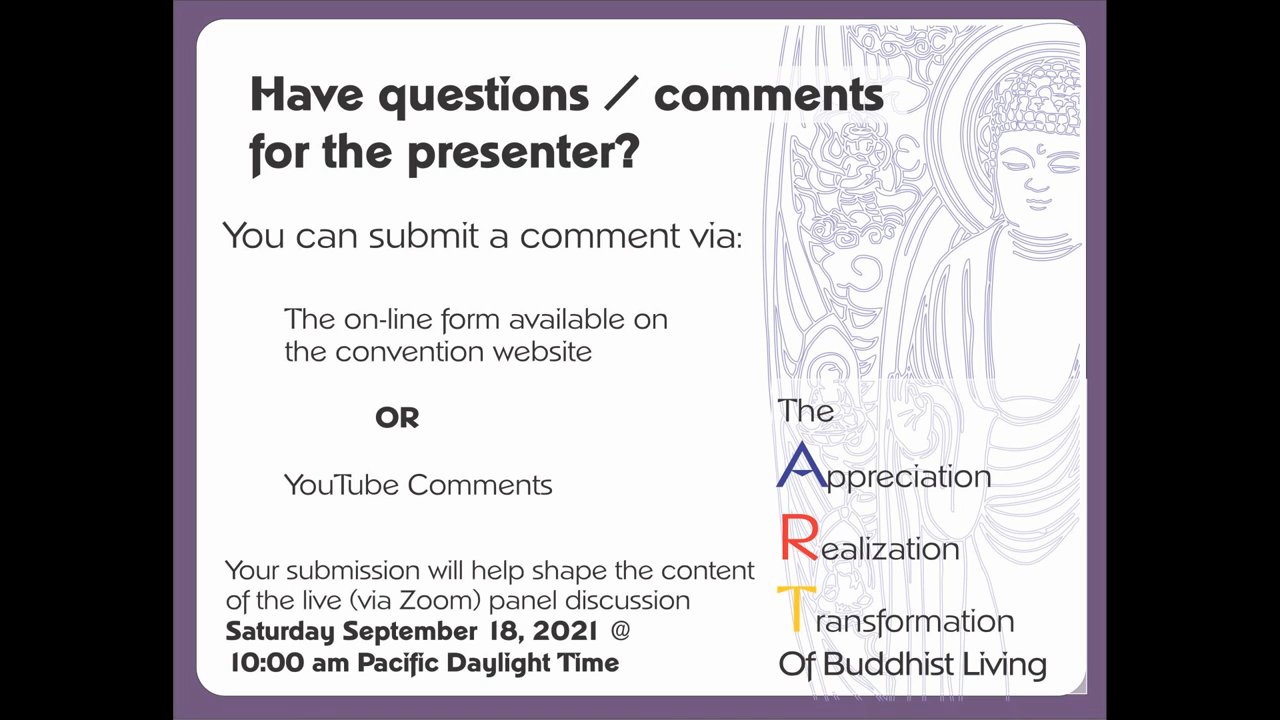 Have questions / comments
for the presenter?
You can submit a comment via:
The on-line form available on
the convention website
OR
YouTube Comments
Your submission will help shape the content
of the live (via Zoom) panel discussion
Saturday September 18, 2021 @
10:00 am Pacific Daylight Time
The
Appreciation
Realization
Transformation
Of Buddhist Living